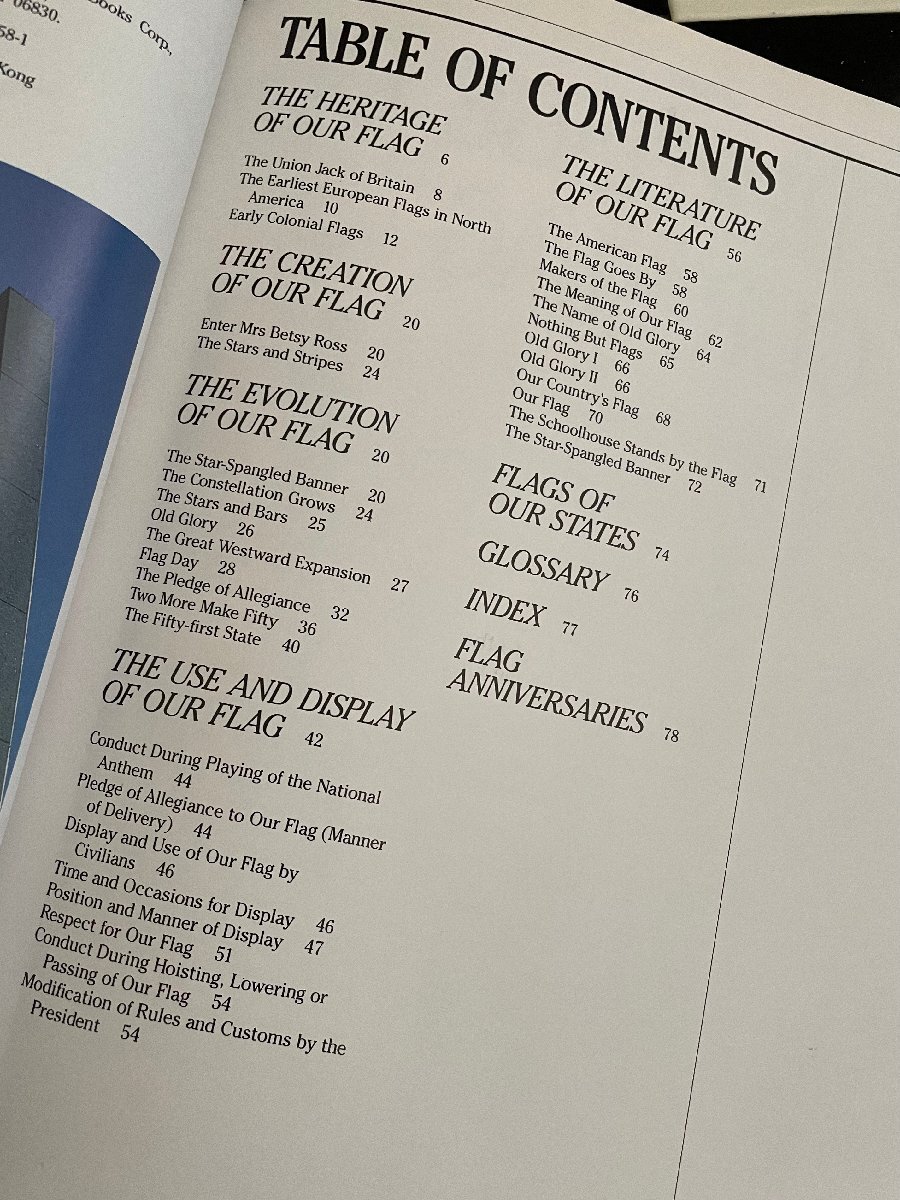 ooks Corp.,
06830.
58-1
Kong
TABLE OF CONTENTS
THE HERITAGE
OF OUR FLAG 6
The Union Jack of Britain 8
The Earliest European Flags in North
America 10
Early Colonial Flags 12
THE CREATION
OF OUR FLAG 20
Enter Mrs Betsy Ross 20
The Stars and Stripes 24
THE EVOLUTION
OF OUR FLAG 20
The Star-Spangled Banner 20
The Constellation Grows 24
The Stars and Bars 25
Old Glory 26
The Great Westward Expansion 27
Flag Day 28
The Pledge of Allegiance 32
Two More Make Fifty 36
The Fifty-first State 40
THE USE AND DISPLAY
OF OUR FLAG 42
Conduct During Playing of the National
Anthem 44
Pledge of Allegiance to Our Flag (Manner
of Delivery) 44
Display and Use of Our Flag by
Civilians 46
Time and Occasions for Display 46
Position and Manner of Display 47
Respect for Our Flag 51
Conduct During Hoisting, Lowering or
Passing of Our Flag 54
Modification of Rules and Customs by the
President 54
THE LITERATURE
OF OUR FLAG 56
The American Flag 58
The Flag Goes By 58
Makers of the Flag 60
The Meaning of Our Flag 62
The Name of Old Glory 64
Nothing But Flags 65
Old Glory I 66
Old Glory II 66
Our Country's Flag 68
Our Flag 70
The Schoolhouse Stands by the Flag 71
The Star-Spangled Banner 72
FLAGS OF
OUR STATES 74
GLOSSARY 76
INDEX 77
FLAG
ANNIVERSARIES 78